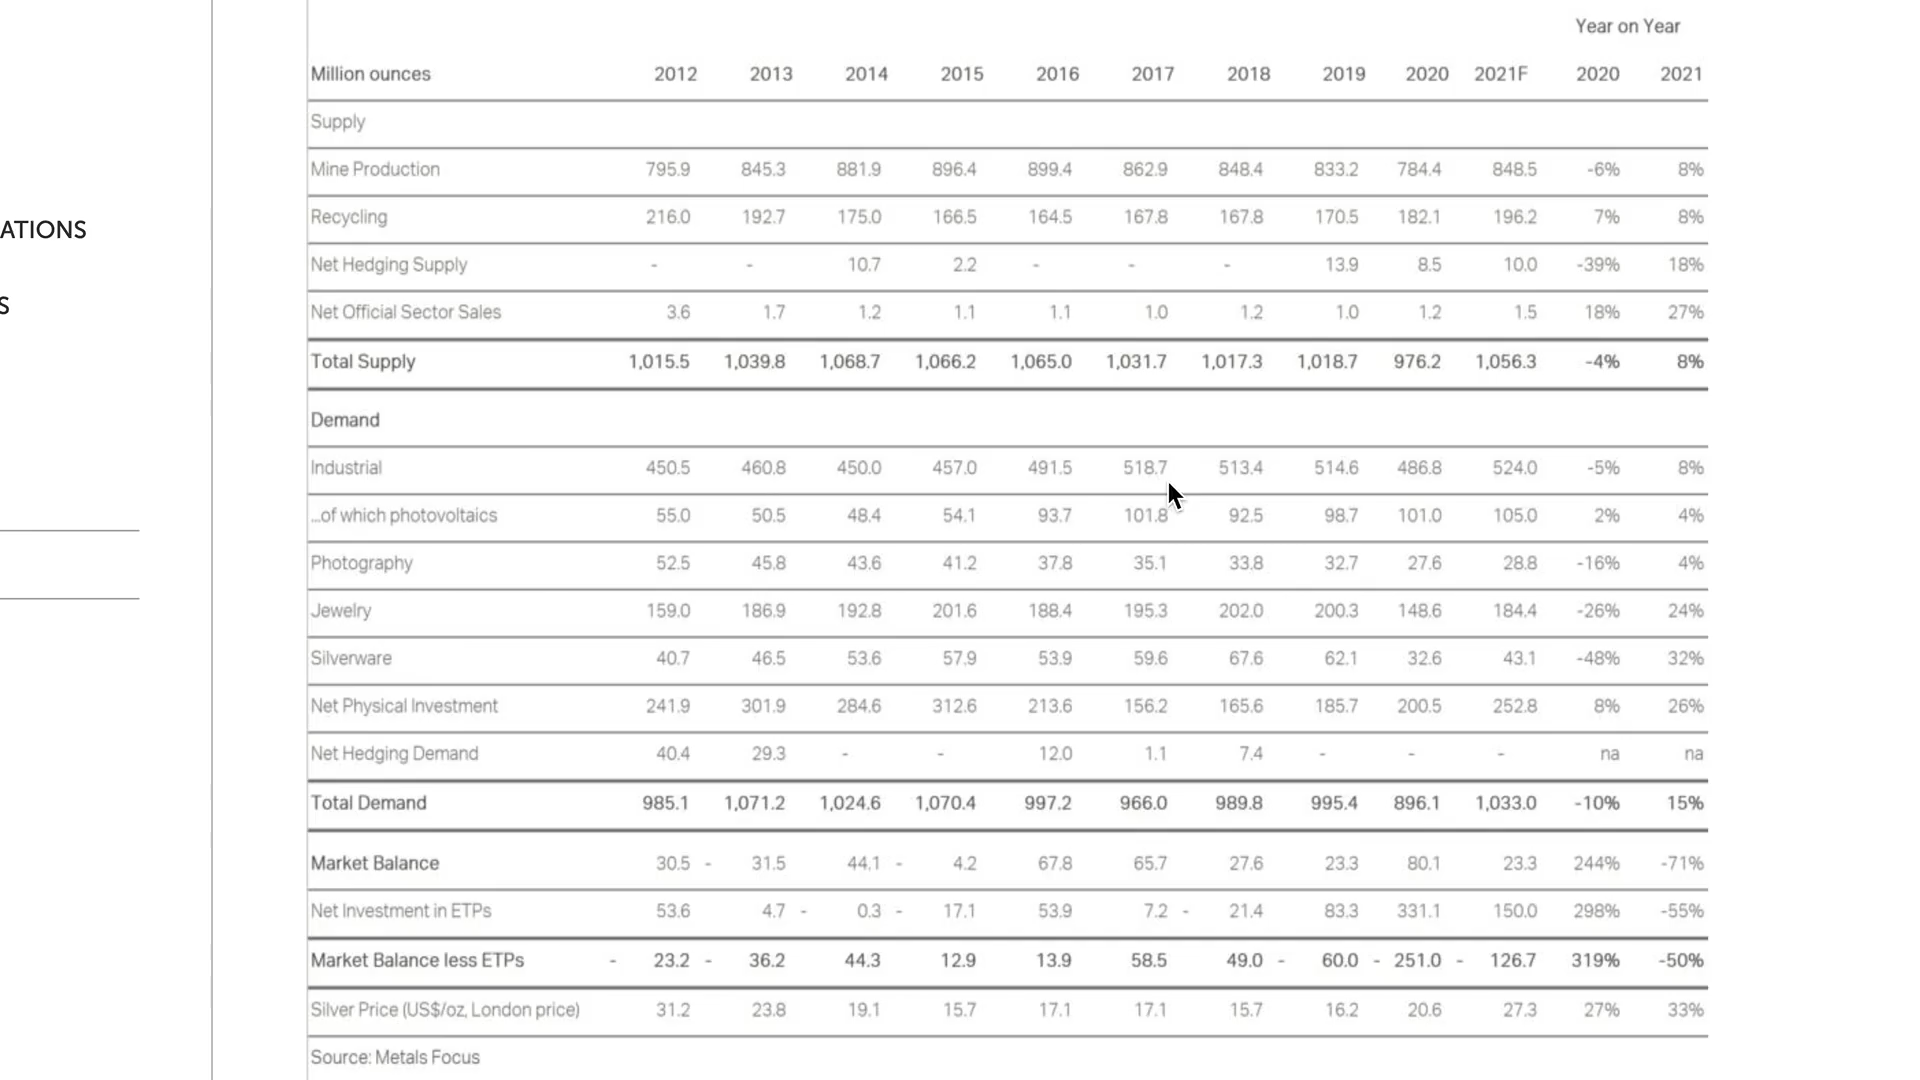 Year on Year
Million ounces 2012 2013 2014 2015 2016 2017 2018 2019 2020 2021F 2020 2021
Supply
Mine Production 795.9 845.3 881.9 896.4 899.4 862.9 848.4 833.2 784.4 848.5 -6% 8%
Recycling 216.0 192.7 175.0 166.5 164.5 167.8 167.8 170.5 182.1 196.2 7% 8%
ATIONS
Net Hedging Supply - - 10.7 2.2 - - - 13.9 8.5 10.0 -39% 18%
S
Net Official Sector Sales 3.6 1.7 1.2 1.1 1.1 1.0 1.2 1.0 1.2 1.5 18% 27%
Total Supply 1,015.5 1,039.8 1,068.7 1,066.2 1,065.0 1,031.7 1,017.3 1,018.7 976.2 1,056.3 -4% 8%
Demand
Industrial 450.5 460.8 450.0 457.0 491.5 518.7 513.4 514.6 486.8 524.0 -5% 8%
...of which photovoltaics 55.0 50.5 48.4 54.1 93.7 101.8 92.5 98.7 101.0 105.0 2% 4%
Photography 52.5 45.8 43.6 41.2 37.8 35.1 33.8 32.7 27.6 28.8 -16% 4%
Jewelry 159.0 186.9 192.8 201.6 188.4 195.3 202.0 200.3 148.6 184.4 -26% 24%
Silverware 40.7 46.5 53.6 57.9 53.9 59.6 67.6 62.1 32.6 43.1 -48% 32%
Net Physical Investment 241.9 301.9 284.6 312.6 213.6 156.2 165.6 185.7 200.5 252.8 8% 26%
Net Hedging Demand 40.4 29.3 - - 12.0 1.1 7.4 - - - na na
Total Demand 985.1 1,071.2 1,024.6 1,070.4 997.2 966.0 989.8 995.4 896.1 1,033.0 -10% 15%
Market Balance 30.5 - 31.5 44.1 - 4.2 67.8 65.7 27.6 23.3 80.1 23.3 244% -71%
Net Investment in ETPs 53.6 4.7 - 0.3 - 17.1 53.9 7.2 - 21.4 83.3 331.1 150.0 298% -55%
Market Balance less ETPs - 23.2 - 36.2 44.3 12.9 13.9 58.5 49.0 - 60.0 - 251.0 - 126.7 319% -50%
Silver Price (US$/oz, London price) 31.2 23.8 19.1 15.7 17.1 17.1 15.7 16.2 20.6 27.3 27% 33%
Source: Metals Focus